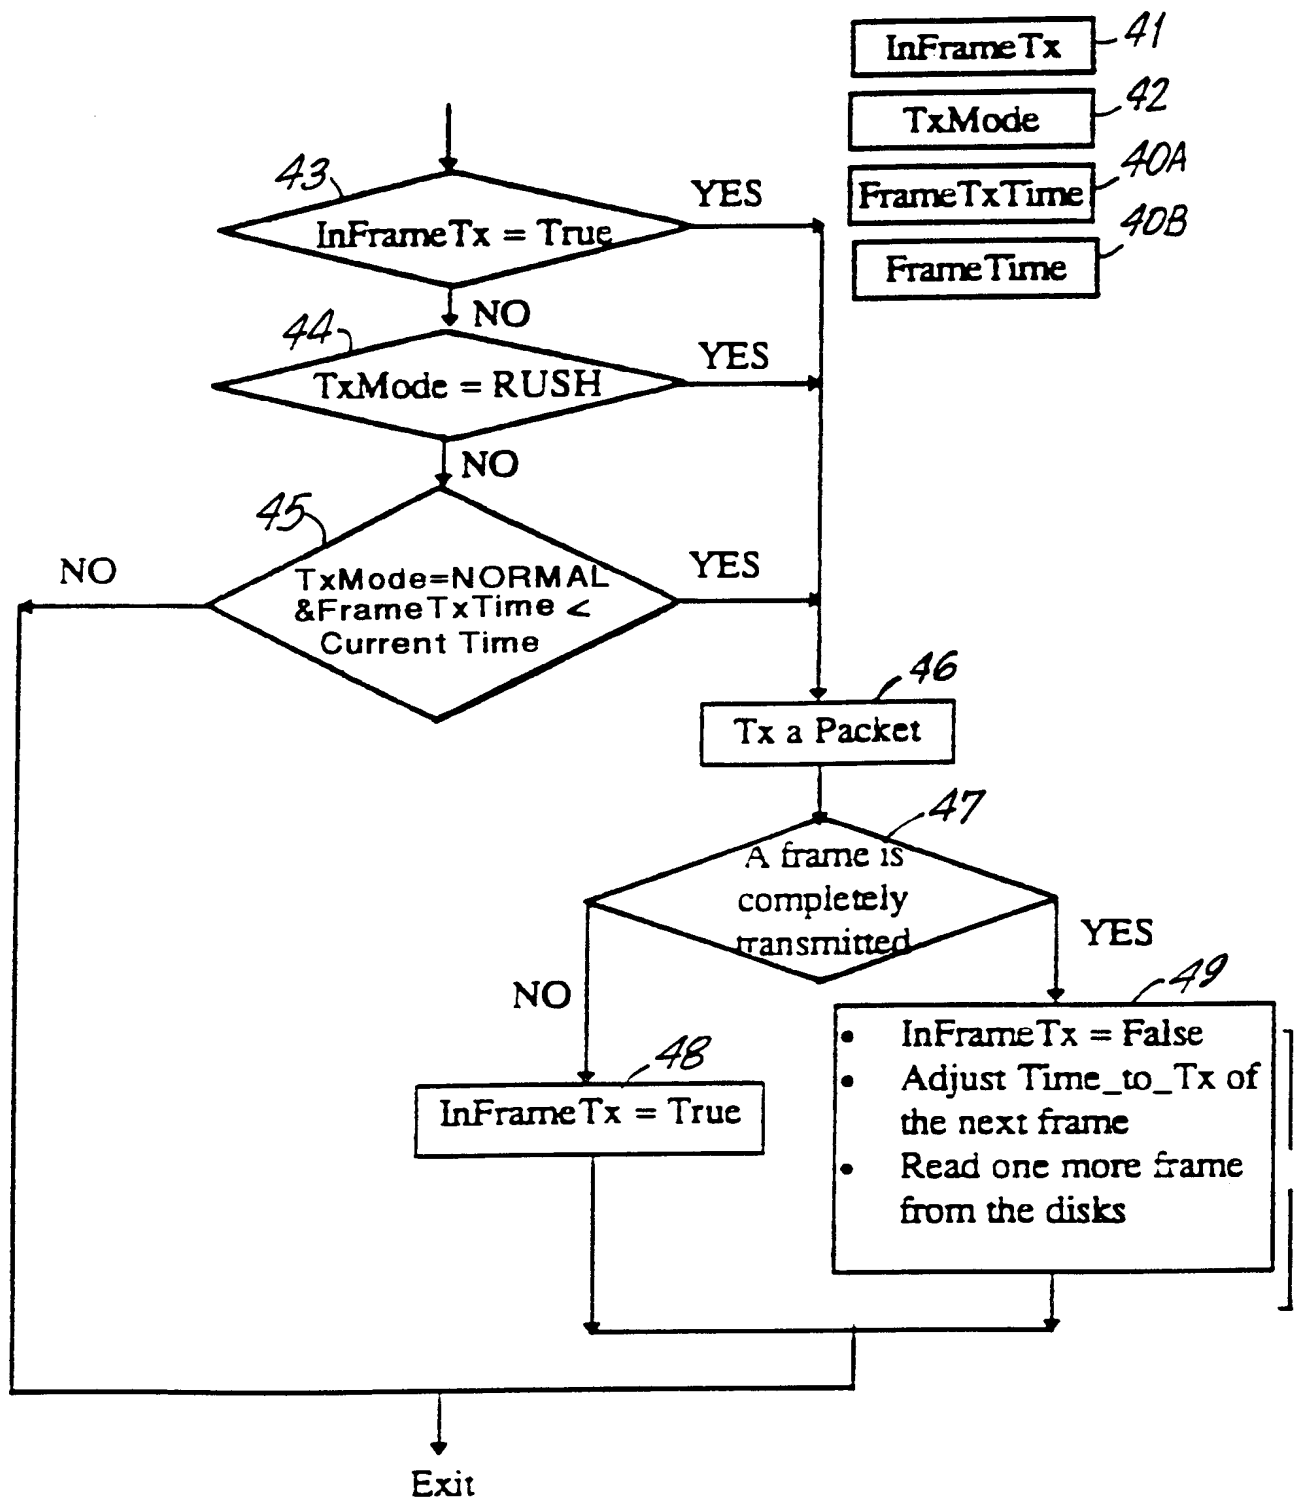 InFrameTx 41
TxMode 42
FrameTxTime 40A
FrameTime 40B
43
InFrameTx = True
YES
NO
44
TxMode = RUSH
YES
NO
45
TxMode=NORMAL
&FrameTxTime <
Current Time
NO
YES
46
Tx a Packet
47
A frame is
completely
transmitted
NO
YES
48
InFrameTx = True
49
• InFrameTx = False
• Adjust Time_to_Tx of
the next frame
• Read one more frame
from the disks
Exit